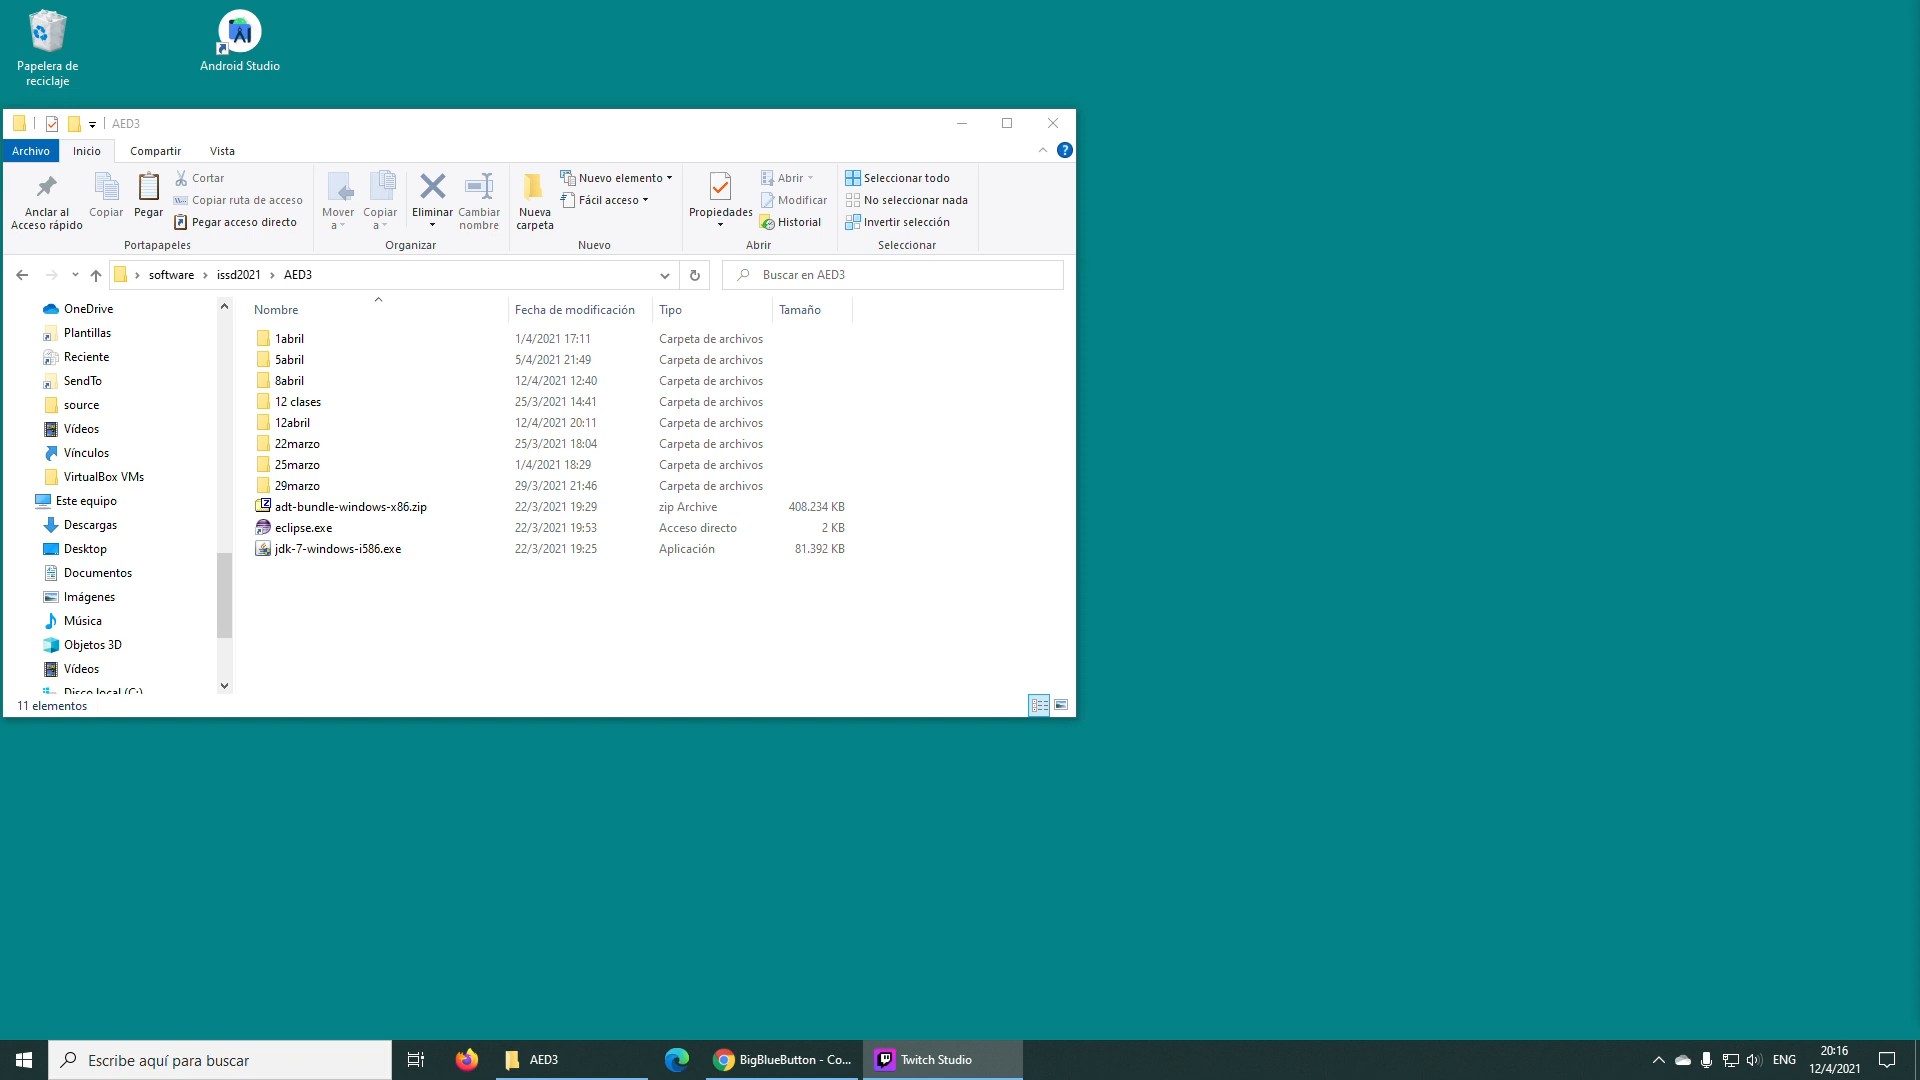 Papelera de
reciclaje
Android Studio
AED3
Archivo
Inicio
Compartir
Vista
Anclar al
Acceso rápido
Copiar
Pegar
Cortar
Copiar ruta de acceso
Pegar acceso directo
Portapapeles
Mover
a
Copiar
a
Eliminar
Cambiar
nombre
Organizar
Nueva
carpeta
Nuevo elemento
Fácil acceso
Nuevo
Propiedades
Abrir
Modificar
Historial
Abrir
Seleccionar todo
No seleccionar nada
Invertir selección
Seleccionar
software > issd2021 > AED3
Buscar en AED3
OneDrive
Plantillas
Reciente
SendTo
source
Vídeos
Vínculos
VirtualBox VMs
Este equipo
Descargas
Desktop
Documentos
Imágenes
Música
Objetos 3D
Vídeos
Disco local (C:)
Nombre Fecha de modificación Tipo Tamaño
1abril 1/4/2021 17:11 Carpeta de archivos
5abril 5/4/2021 21:49 Carpeta de archivos
8abril 12/4/2021 12:40 Carpeta de archivos
12 clases 25/3/2021 14:41 Carpeta de archivos
12abril 12/4/2021 20:11 Carpeta de archivos
22marzo 25/3/2021 18:04 Carpeta de archivos
25marzo 1/4/2021 18:29 Carpeta de archivos
29marzo 29/3/2021 21:46 Carpeta de archivos
adt-bundle-windows-x86.zip 22/3/2021 19:29 zip Archive 408.234 KB
eclipse.exe 22/3/2021 19:53 Acceso directo 2 KB
jdk-7-windows-i586.exe 22/3/2021 19:25 Aplicación 81.392 KB
11 elementos
Escribe aquí para buscar
AED3
BigBlueButton - Co...
Twitch Studio
ENG
20:16
12/4/2021